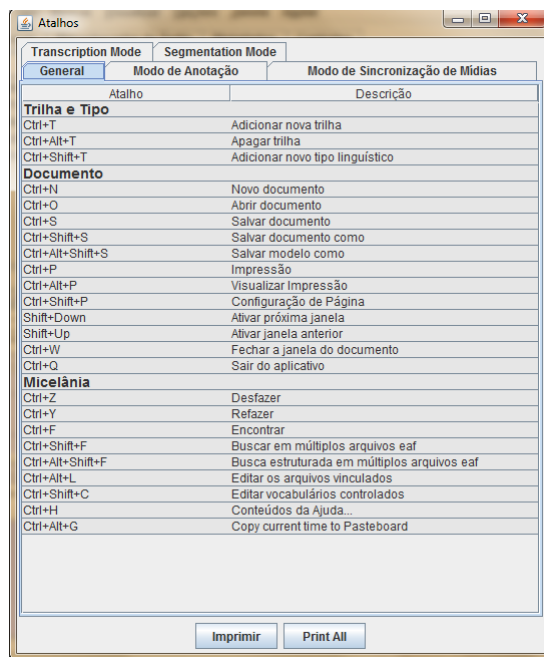 Atalhos
Transcription Mode Segmentation Mode
General Modo de Anotação Modo de Sincronização de Mídias
Atalho Descrição
Trilha e Tipo
Ctrl+T Adicionar nova trilha
Ctrl+Alt+T Apagar trilha
Ctrl+Shift+T Adicionar novo tipo linguístico
Documento
Ctrl+N Novo documento
Ctrl+O Abrir documento
Ctrl+S Salvar documento
Ctrl+Shift+S Salvar documento como
Ctrl+Alt+Shift+S Salvar modelo como
Ctrl+P Impressão
Ctrl+Alt+P Visualizar Impressão
Ctrl+Shift+P Configuração de Página
Shift+Down Ativar próxima janela
Shift+Up Ativar janela anterior
Ctrl+W Fechar a janela do documento
Ctrl+Q Sair do aplicativo
Micelânia
Ctrl+Z Desfazer
Ctrl+Y Refazer
Ctrl+F Encontrar
Ctrl+Shift+F Buscar em múltiplos arquivos eaf
Ctrl+Alt+Shift+F Busca estruturada em múltiplos arquivos eaf
Ctrl+Alt+L Editar os arquivos vinculados
Ctrl+Shift+C Editar vocabulários controlados
Ctrl+H Conteúdos da Ajuda...
Ctrl+Alt+G Copy current time to Pasteboard
Imprimir Print All